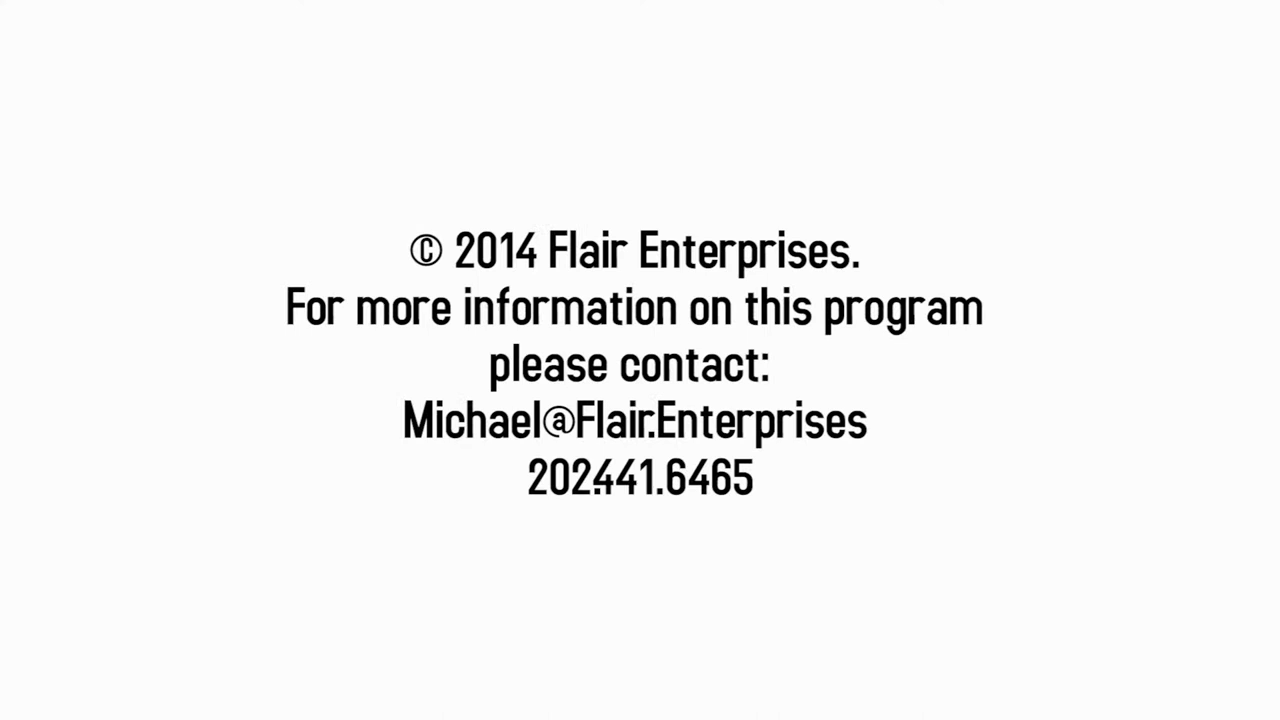 © 2014 Flair Enterprises.
For more information on this program
please contact:
Michael@Flair.Enterprises
202.441.6465